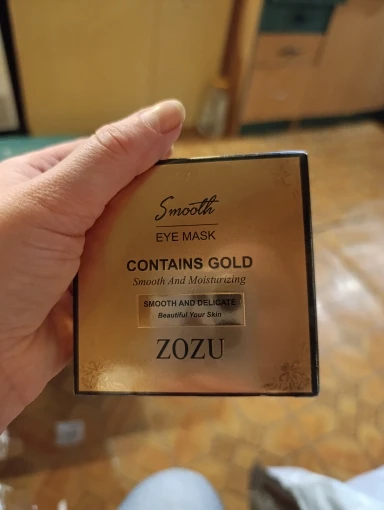 Smooth
EYE MASK
CONTAINS GOLD
Smooth And Moisturizing
SMOOTH AND DELICATE
Beautiful Your Skin
ZOZU